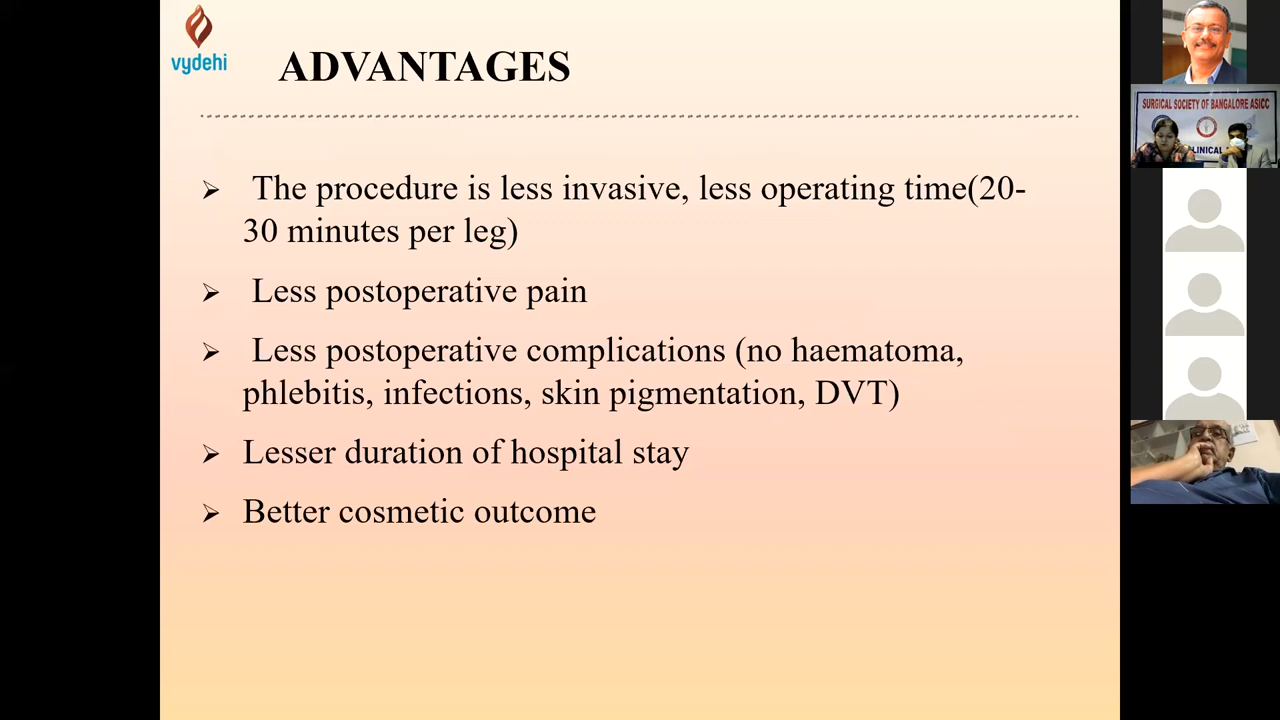 vydehi
ADVANTAGES
➢ The procedure is less invasive, less operating time(20-
30 minutes per leg)
➢ Less postoperative pain
➢ Less postoperative complications (no haematoma,
phlebitis, infections, skin pigmentation, DVT)
➢ Lesser duration of hospital stay
➢ Better cosmetic outcome
SURGICAL SOCIETY OF BANGALORE ASICC